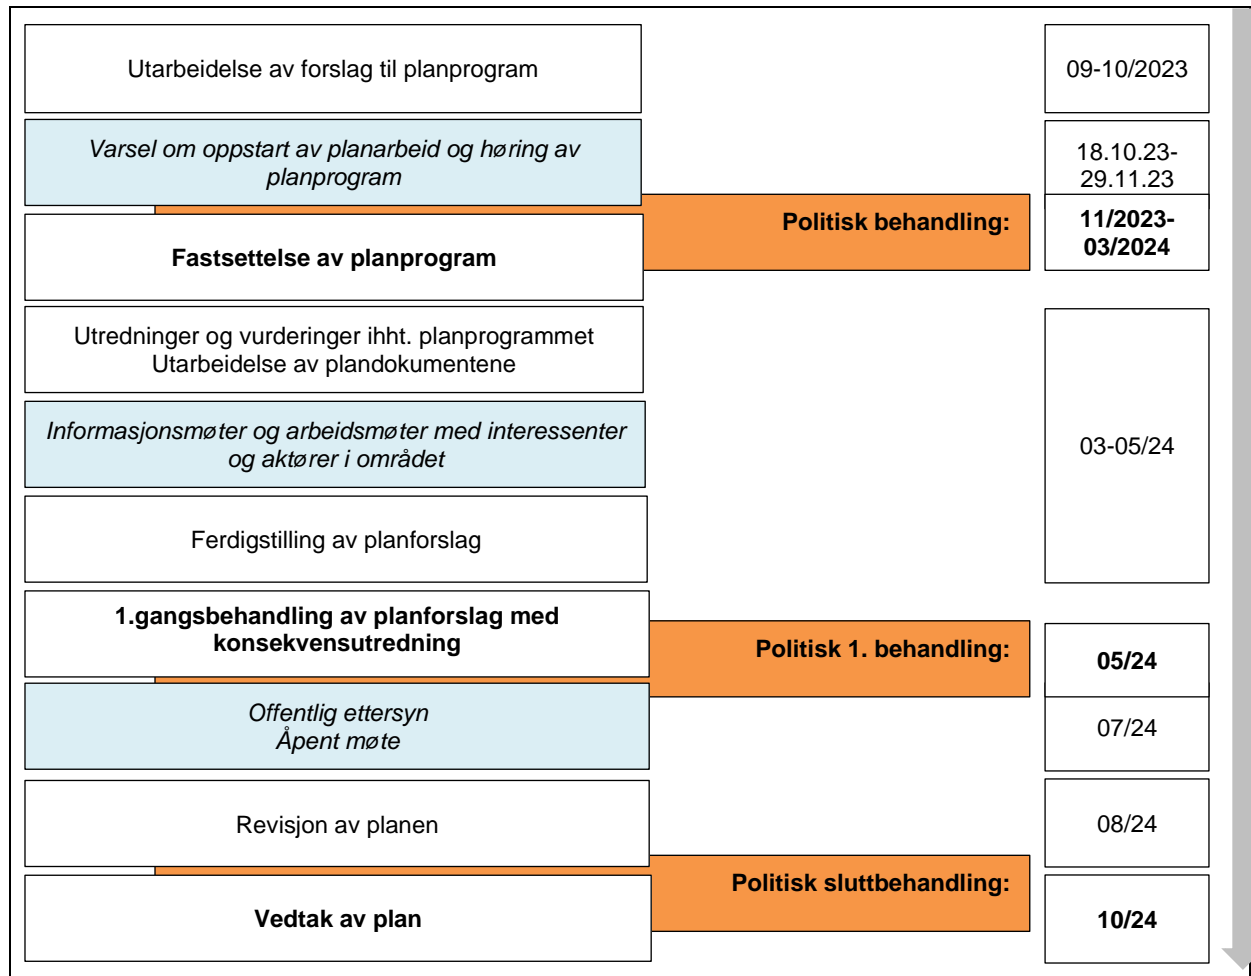 Utarbeidelse av forslag til planprogram
09-10/2023
Varsel om oppstart av planarbeid og høring av
planprogram
18.10.23-
29.11.23
Politisk behandling:
11/2023-
03/2024
Fastsettelse av planprogram
Utredninger og vurderinger ihht. planprogrammet
Utarbeidelse av plandokumentene
Informasjonsmøter og arbeidsmøter med interessenter
og aktører i området
03-05/24
Ferdigstilling av planforslag
1.gangsbehandling av planforslag med
konsekvensutredning
Politisk 1. behandling:
05/24
Offentlig ettersyn
Åpent møte
07/24
Revisjon av planen
08/24
Politisk sluttbehandling:
Vedtak av plan
10/24